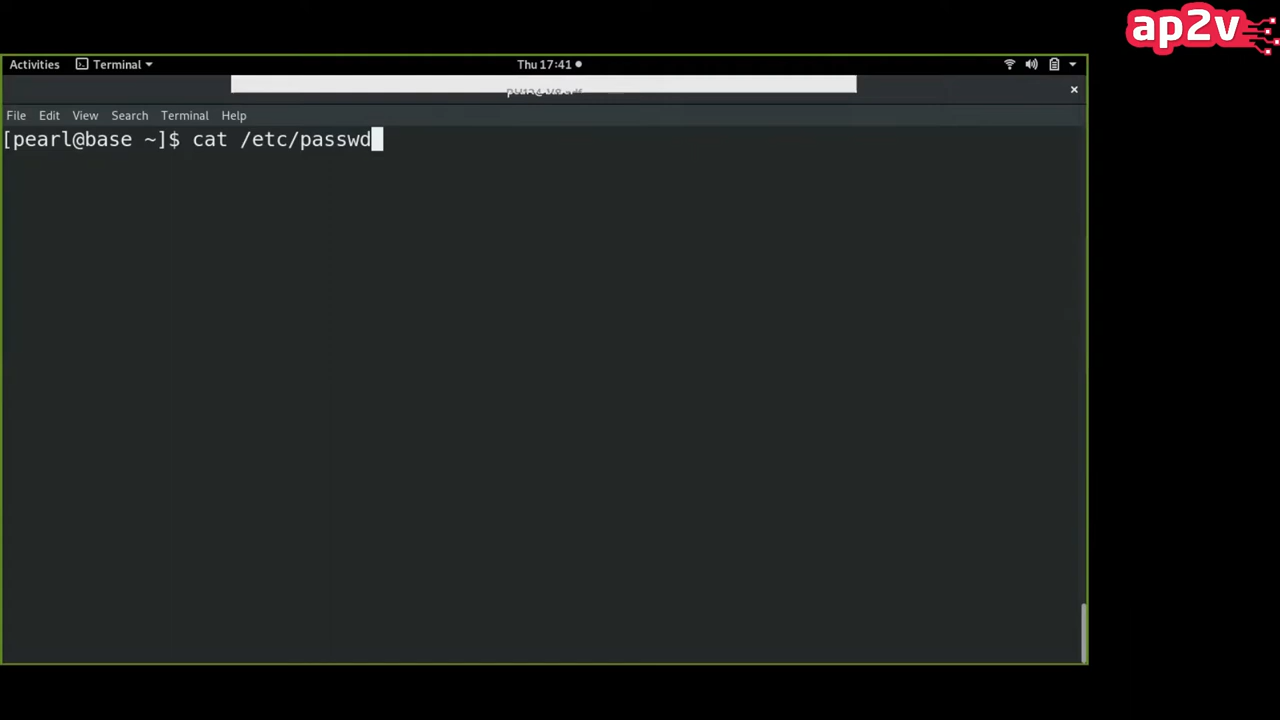 ap2v
Activities Terminal Thu 17:41
File Edit View Search Terminal Help
[pearl@base ~]$ cat /etc/passwd